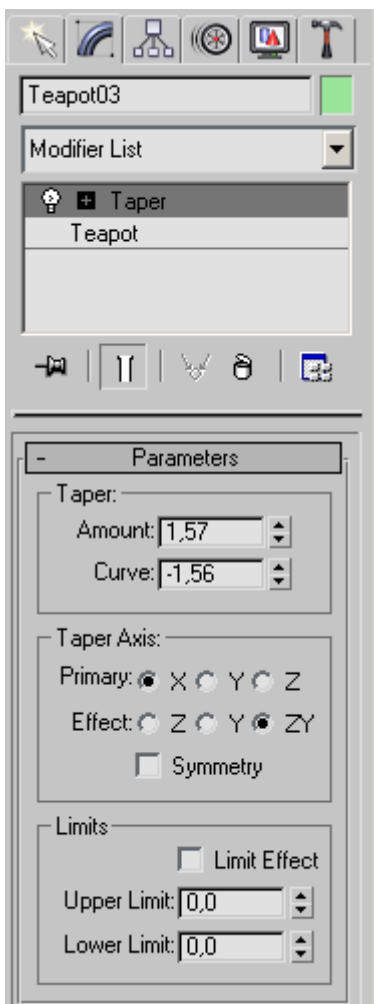 Teapot03
Modifier List
Taper
Teapot
- Parameters
Taper:
Amount: 1,57
Curve: -1,56
Taper Axis:
Primary: X Y Z
Effect: Z Y ZY
Symmetry
Limits
Limit Effect
Upper Limit: 0,0
Lower Limit: 0,0